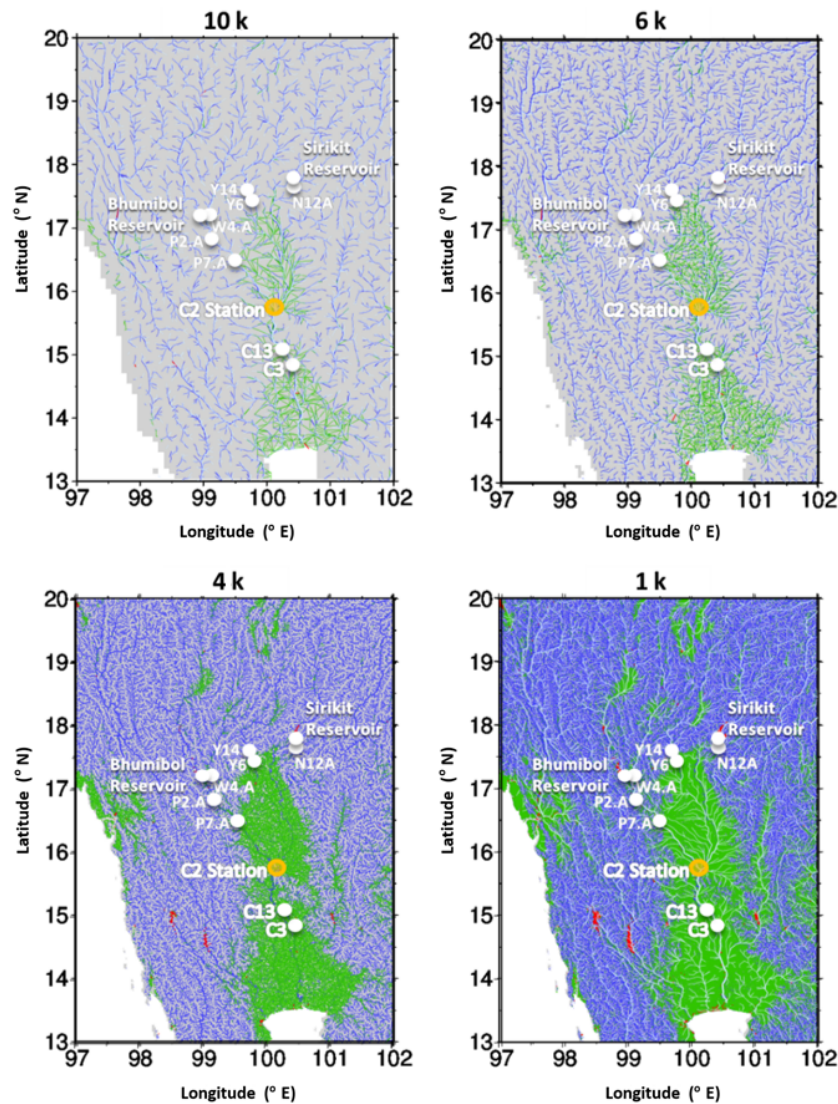 10 k
20
19
18
17
16
15
14
13
Latitude (° N)
Sirikit
Reservoir
Y14
Y6
N12A
Bhumibol
Reservoir
W4.A
P2.A
P7.A
C2 Station
C13
C3
97 98 99 100 101 102
Longitude (° E)
6 k
20
19
18
17
16
15
14
13
Latitude (° N)
Sirikit
Reservoir
Y14
Y6
N12A
Bhumibol
Reservoir
W4.A
P2.A
P7.A
C2 Station
C13
C3
97 98 99 100 101 102
Longitude (° E)
4 k
20
19
18
17
16
15
14
13
Latitude (° N)
Sirikit
Reservoir
Y14
Y6
N12A
Bhumibol
Reservoir
W4.A
P2.A
P7.A
C2 Station
C13
C3
97 98 99 100 101 102
Longitude (° E)
1 k
20
19
18
17
16
15
14
13
Latitude (° N)
Sirikit
Reservoir
Y14
Y6
N12A
Bhumibol
Reservoir
W4.A
P2.A
P7.A
C2 Station
C13
C3
97 98 99 100 101 102
Longitude (° E)